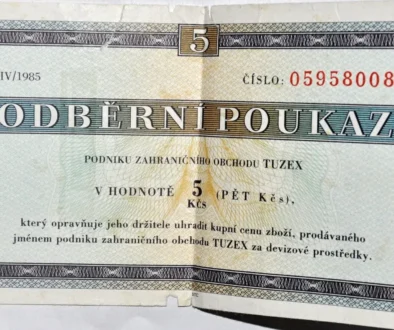 5
IV/1985 ČÍSLO: 05958008
ODBĚRNÍ POUKAZ
PODNIKU ZAHRANIČNÍHO OBCHODU TUZEX
V HODNOTĚ 5 (PĚT Kčs),
Kčs
který opravňuje jeho držitele uhradit kupní cenu zboží, prodávaného
jménem podniku zahraničního obchodu TUZEX za devizové prostředky.